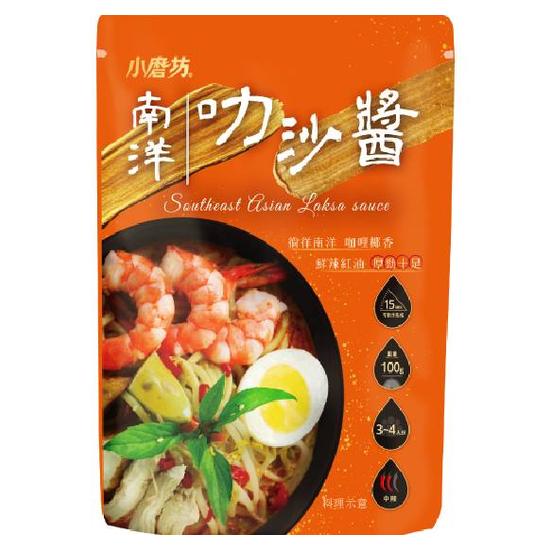 小磨坊®
南洋
叻沙醬
Southeast Asian Laksa sauce
徜徉南洋 咖哩椰香
鮮辣紅油 厚勁十足
15
100g
3~4人份
中辣
料理示意